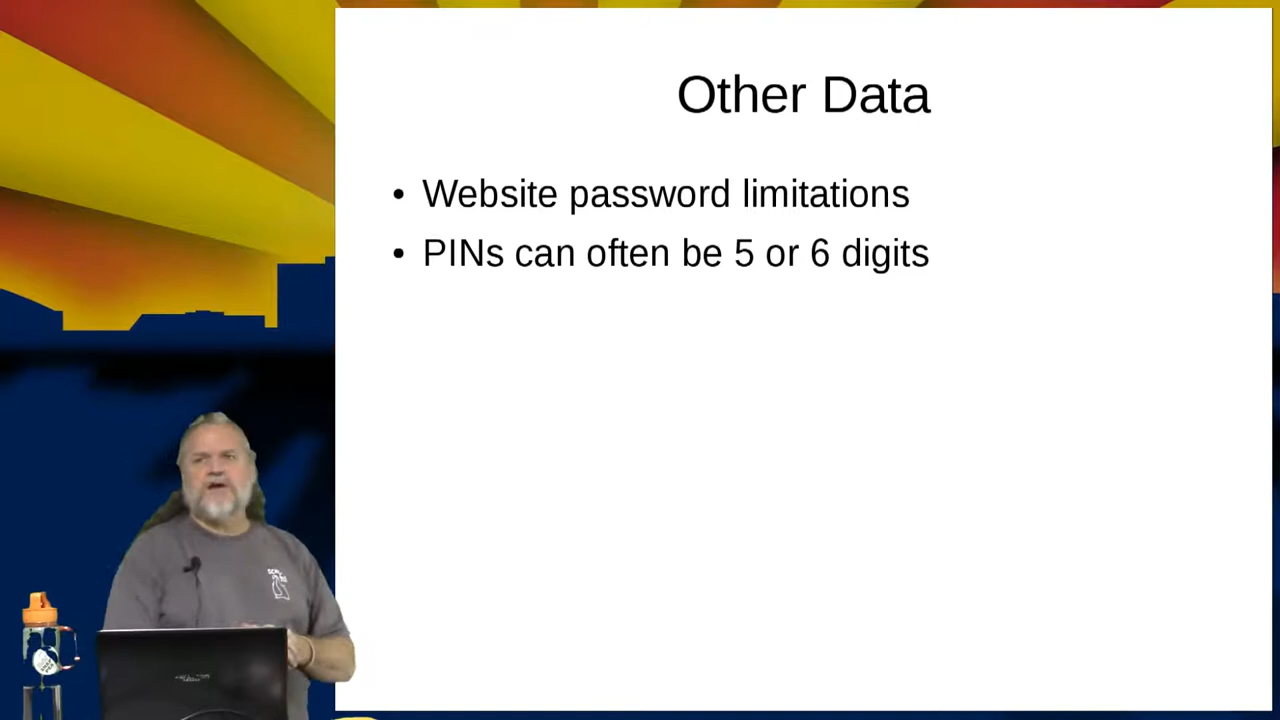 Other Data
• Website password limitations
• PINs can often be 5 or 6 digits